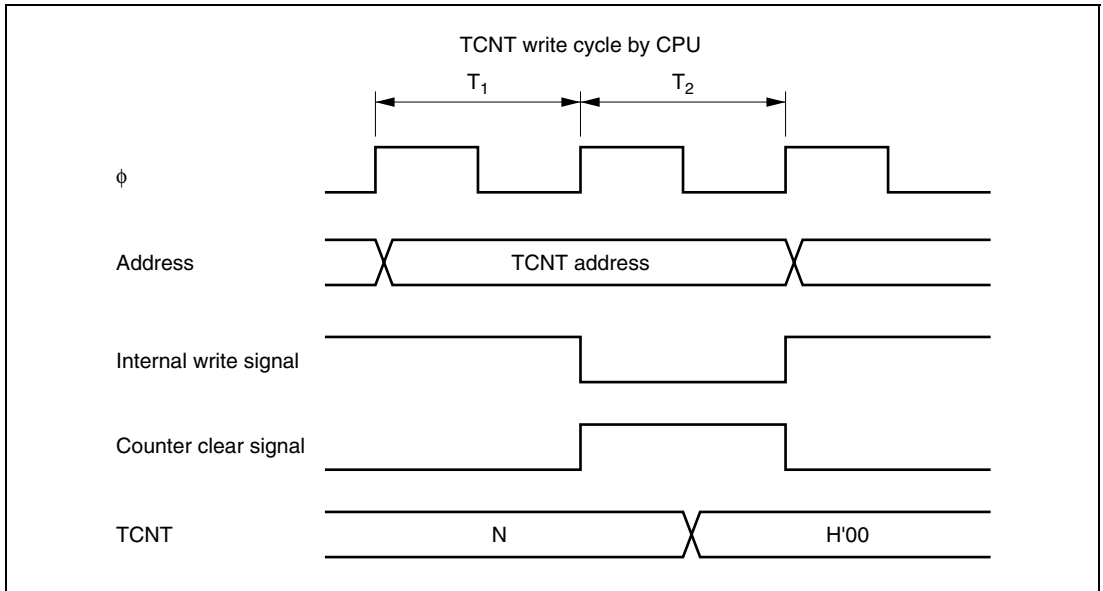 TCNT write cycle by CPU
T1 T2
ϕ
Address TCNT address
Internal write signal
Counter clear signal
TCNT N H'00